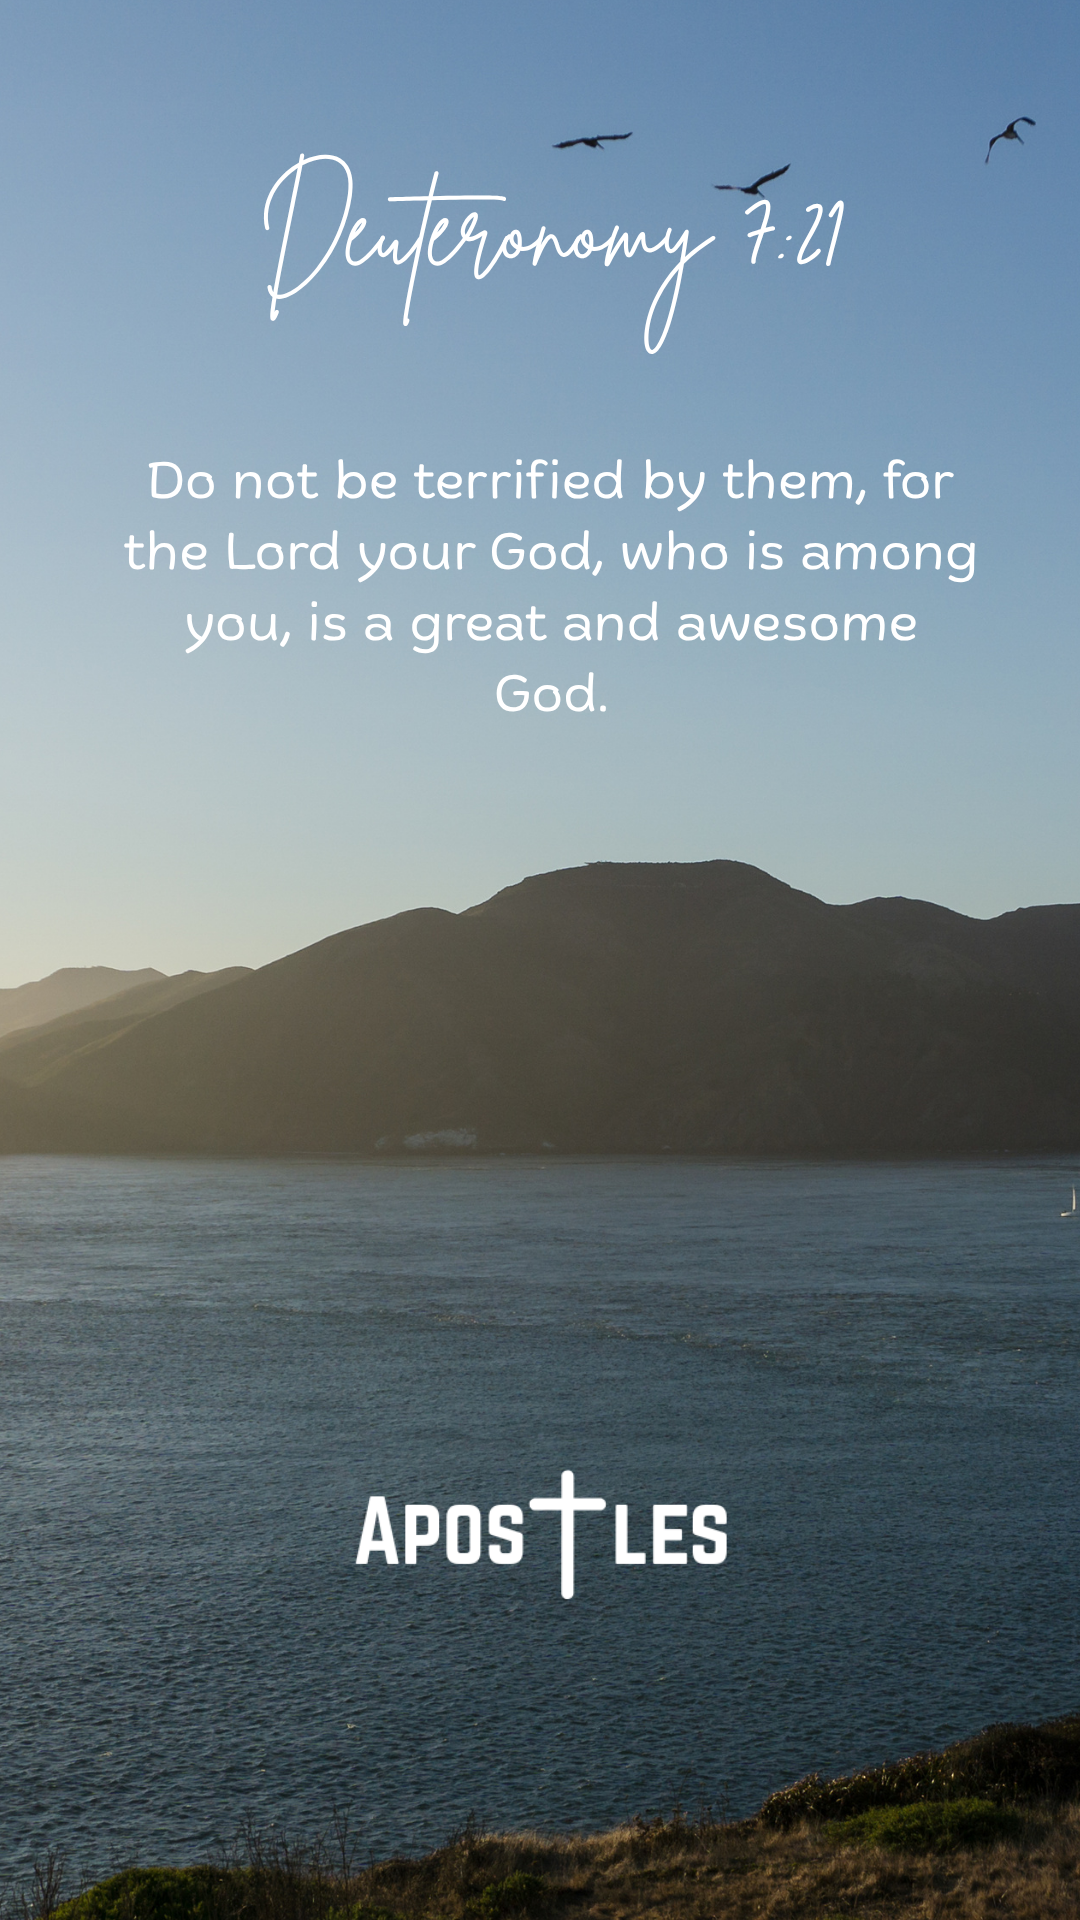 Deuteronomy 7:21
Do not be terrified by them, for
the Lord your God, who is among
you, is a great and awesome
God.
APOSTLES